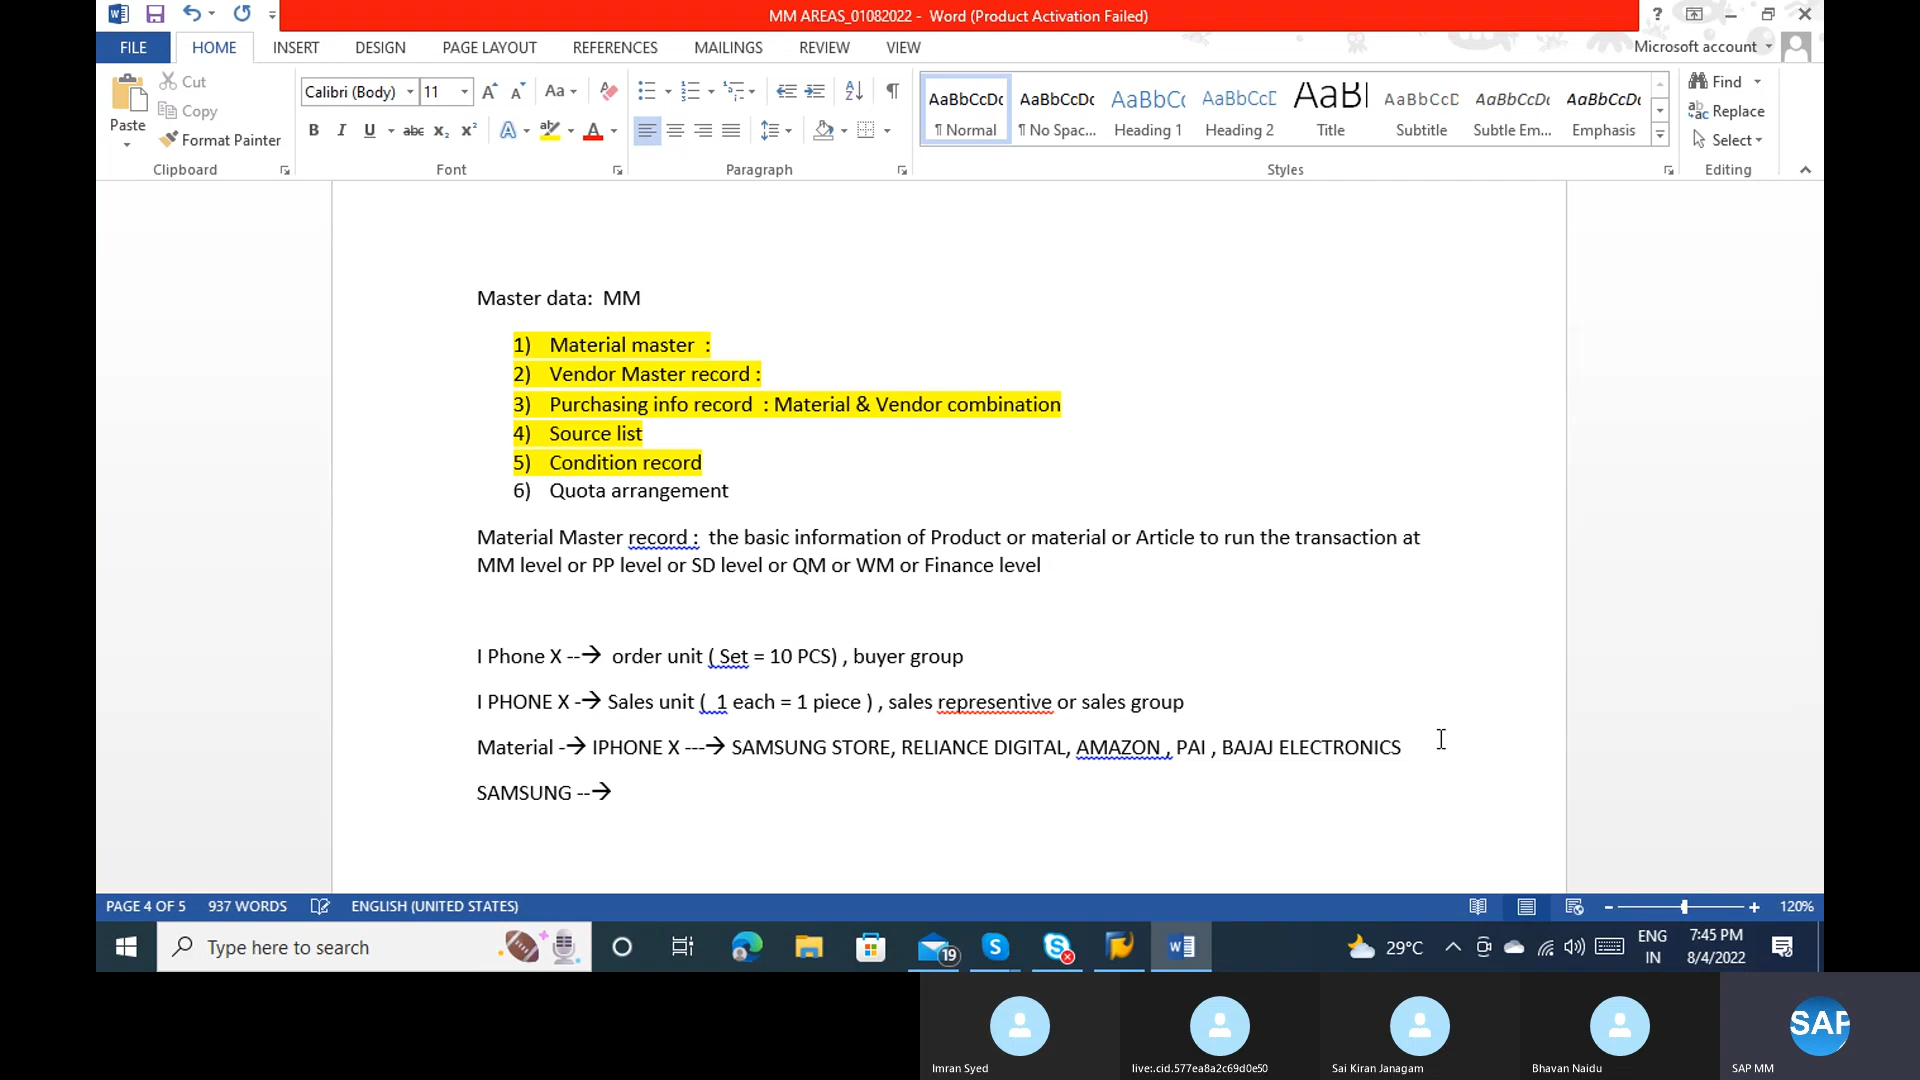 MM AREAS_01082022 - Word (Product Activation Failed)
?
FILE HOME INSERT DESIGN PAGE LAYOUT REFERENCES MAILINGS REVIEW VIEW Microsoft account
Cut
Copy
Format Painter
Paste
Clipboard
Calibri (Body) 11 Aa
B I U abc x₂ x² A A
Font
Paragraph
AaBbCcDc AaBbCcDc AaBbC AaBbCcD AaBl AaBbCcD AaBbCcDc AaBbCcDc
¶ Normal ¶ No Spac... Heading 1 Heading 2 Title Subtitle Subtle Em... Emphasis
Styles
Find
Replace
Select
Editing
Master data:  MM
1) Material master  :
2) Vendor Master record :
3) Purchasing info record  : Material & Vendor combination
4) Source list
5) Condition record
6) Quota arrangement
Material Master record :  the basic information of Product or material or Article to run the transaction at
MM level or PP level or SD level or QM or WM or Finance level
I Phone X --→  order unit ( Set = 10 PCS) , buyer group
I PHONE X -→ Sales unit (  1 each = 1 piece ) , sales representive or sales group
Material -→ IPHONE X ---→ SAMSUNG STORE, RELIANCE DIGITAL, AMAZON , PAI , BAJAJ ELECTRONICS
SAMSUNG --→
PAGE 4 OF 5 937 WORDS ENGLISH (UNITED STATES) 120%
Type here to search
19
S
29°C
ENG
IN
7:45 PM
8/4/2022
SAP
Imran Syed
live:.cid.577ea8a2c69d0e50
Sai Kiran Janagam
Bhavan Naidu
SAP MM